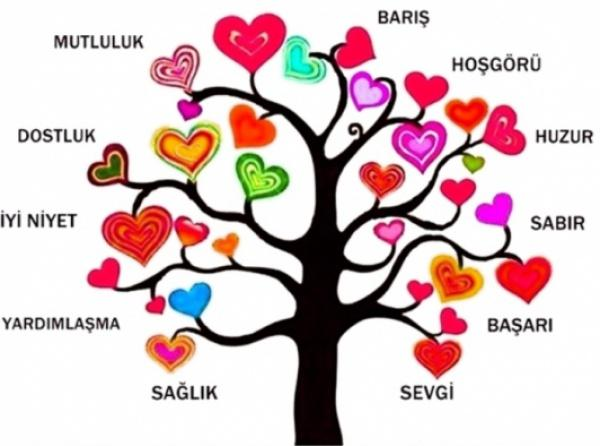 BARIŞ
MUTLULUK
HOŞGÖRÜ
DOSTLUK
HUZUR
İYİ NİYET
SABIR
YARDIMLAŞMA
BAŞARI
SAĞLIK
SEVGİ